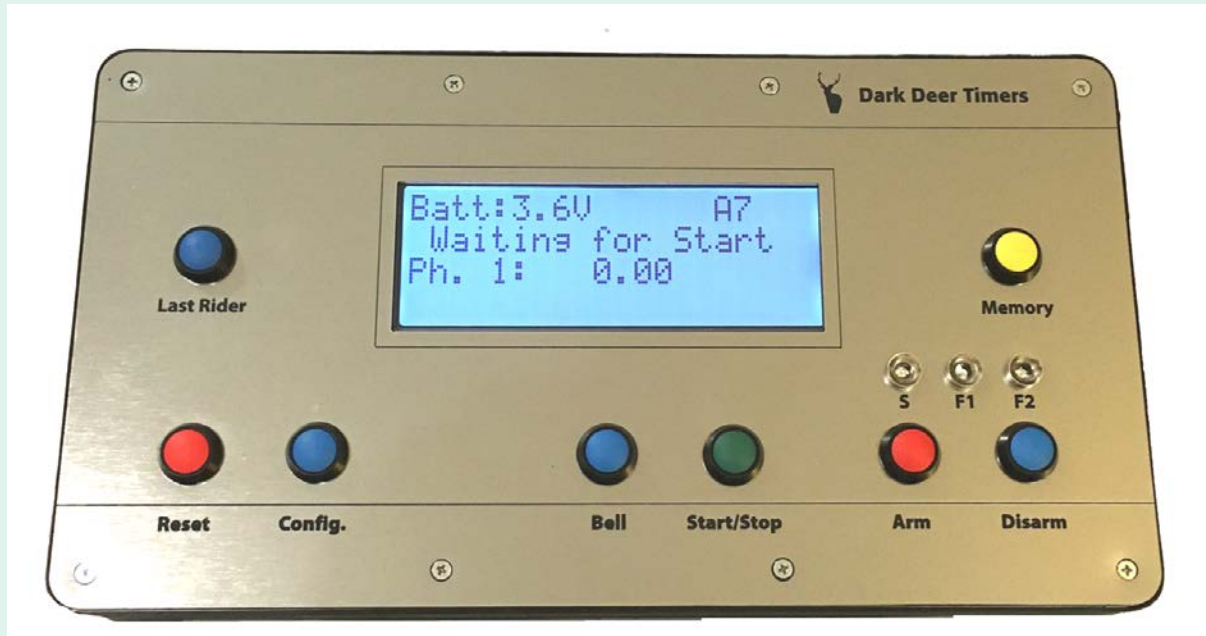 Dark Deer Timers
Batt:3.6V A7
Waiting for Start
Ph. 1: 0.00
Last Rider
Memory
S F1 F2
Reset Config. Bell Start/Stop Arm Disarm